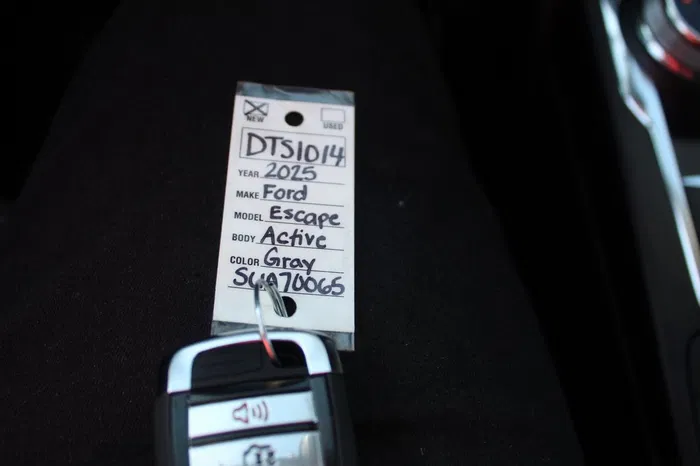 NEW USED
DTS1014
YEAR 2025
MAKE Ford
MODEL Escape
BODY Active
COLOR Gray
SUA70065